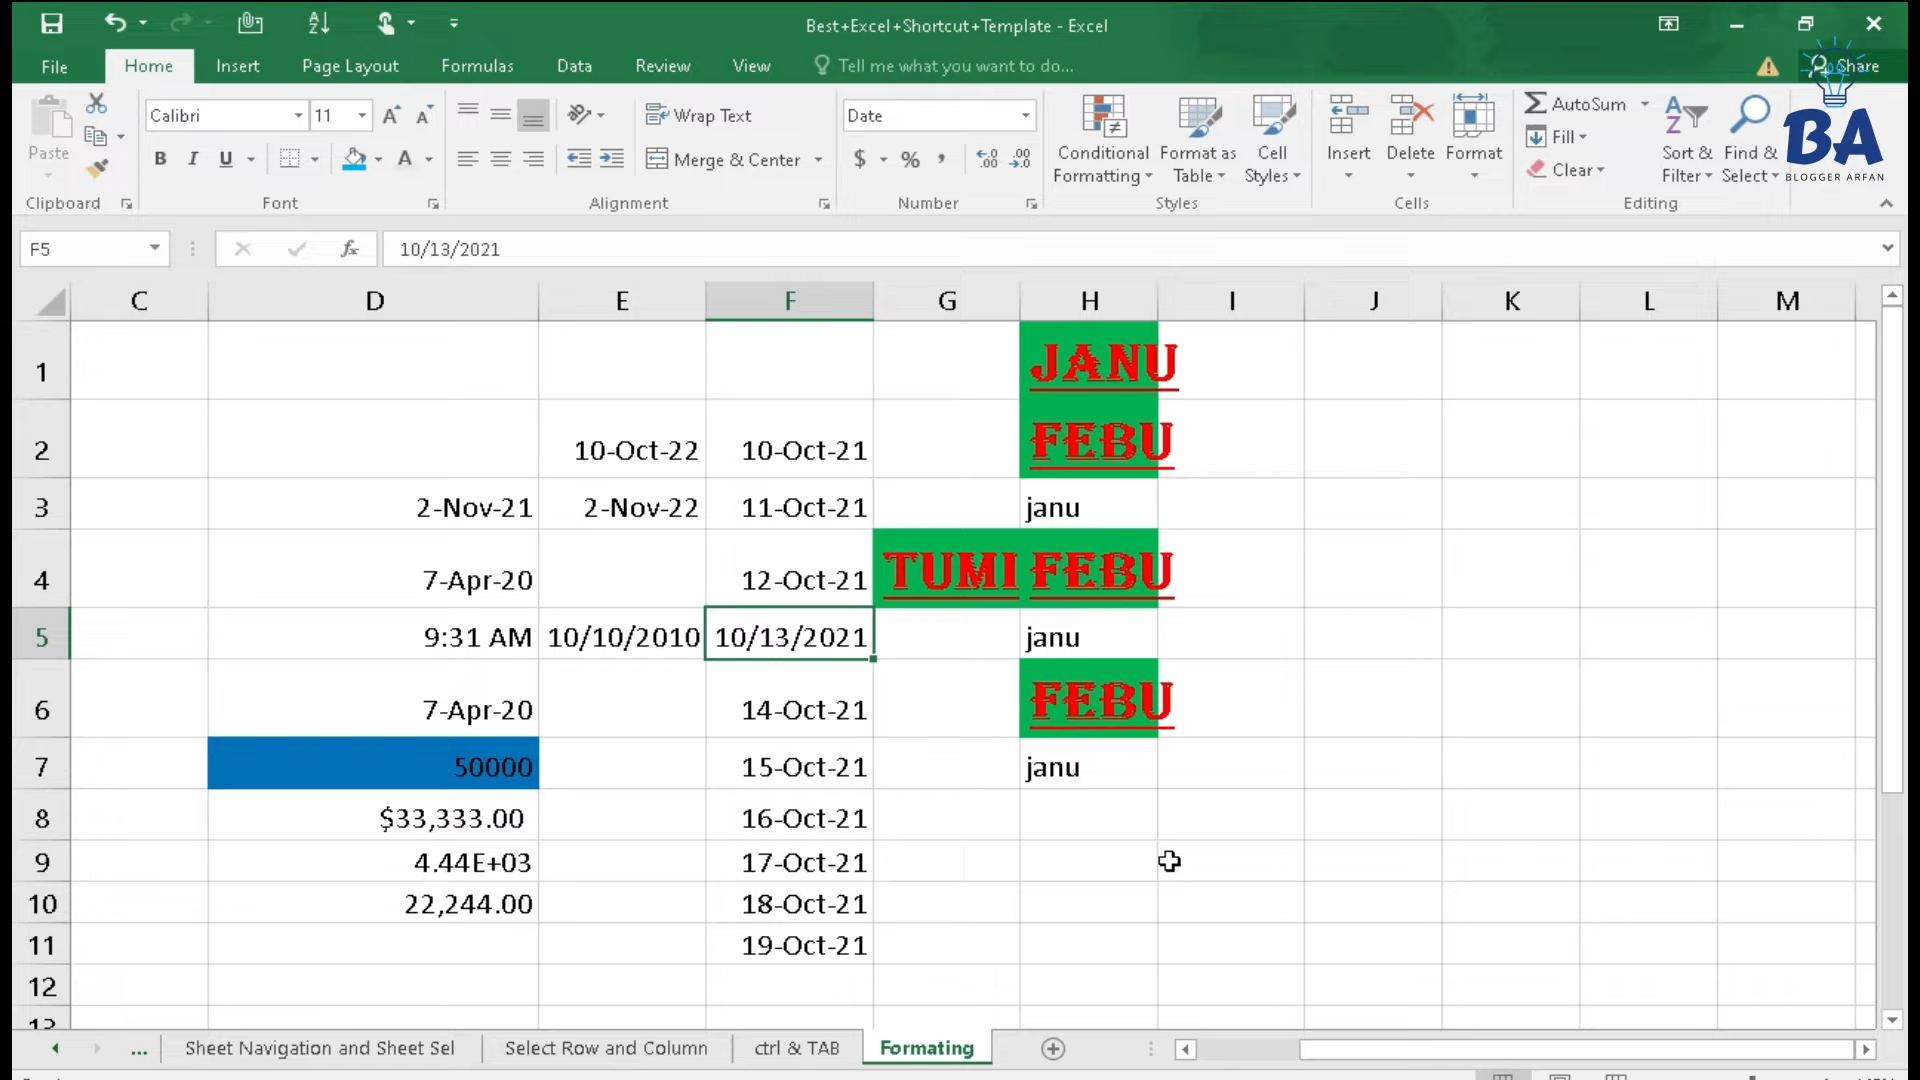 Best+Excel+Shortcut+Template - Excel
File Home Insert Page Layout Formulas Data Review View Tell me what you want to do... Share
Paste
Clipboard
Calibri 11
B I U A
Font
Wrap Text
Merge & Center
Alignment
Date
$ % ,
Number
Conditional Formatting
Format as Table
Cell Styles
Styles
Insert Delete Format
Cells
AutoSum
Fill
Clear
Sort & Filter
Find & Select
Editing
BA
BLOGGER ARFAN
F5 fx 10/13/2021
C D E F G H I J K L M
1 JANU
2 10-Oct-22 10-Oct-21 FEBU
3 2-Nov-21 2-Nov-22 11-Oct-21 janu
4 7-Apr-20 12-Oct-21 TUMI FEBU
5 9:31 AM 10/10/2010 10/13/2021 janu
6 7-Apr-20 14-Oct-21 FEBU
7 50000 15-Oct-21 janu
8 $33,333.00 16-Oct-21
9 4.44E+03 17-Oct-21
10 22,244.00 18-Oct-21
11 19-Oct-21
12
... Sheet Navigation and Sheet Sel Select Row and Column ctrl & TAB Formating